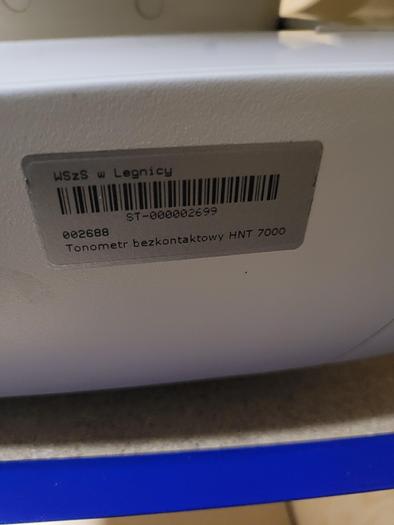 WSzS w Legnicy
ST-000002699
002688
Tonometr bezkontaktowy HNT 7000